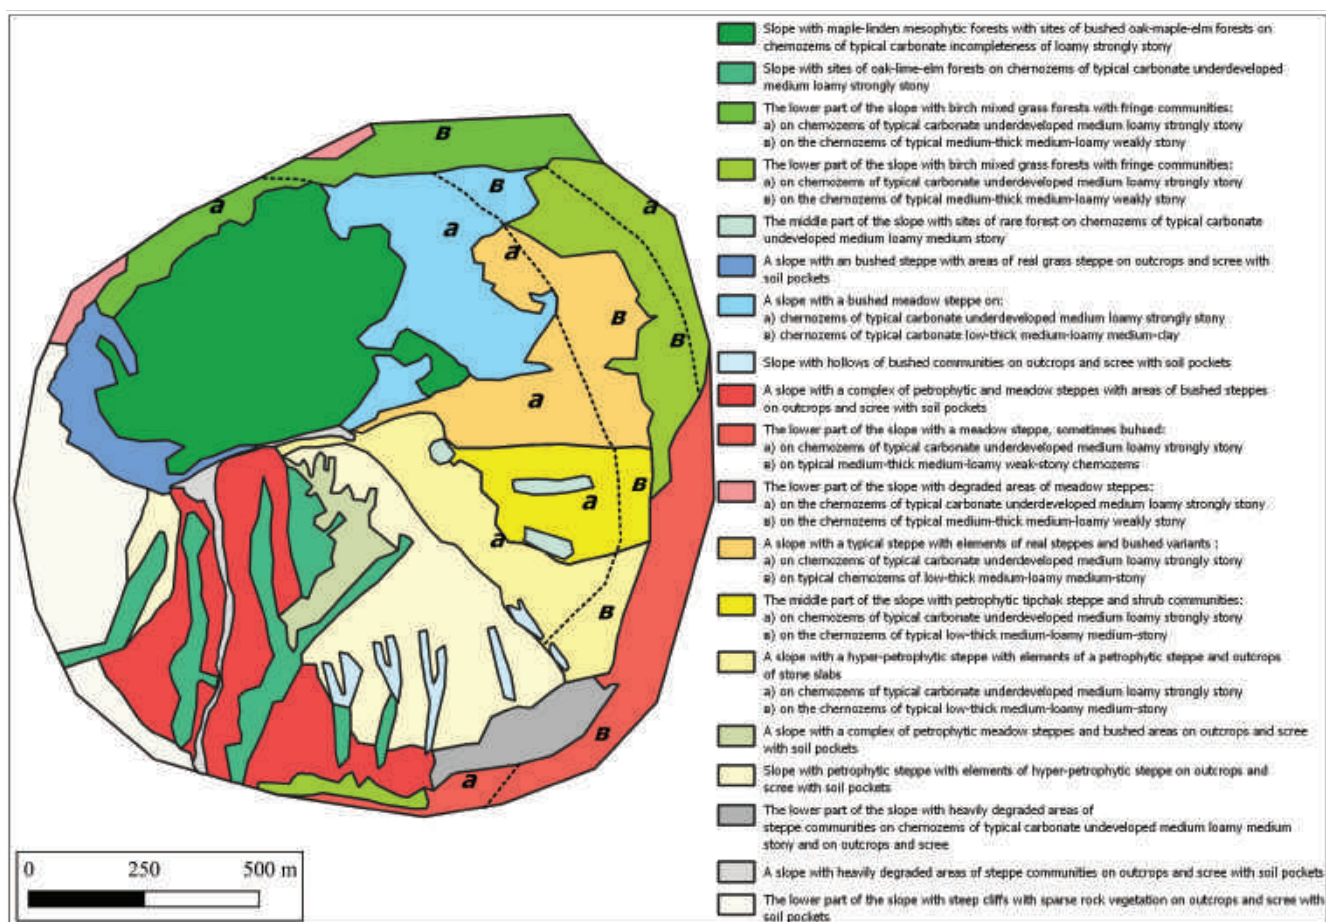 Slope with maple-linden mesophytic forests with sites of bushed oak-maple-elm forests on
chernozems of typical carbonate incompleteness of loamy strongly stony
Slope with sites of oak-lime-elm forests on chernozems of typical carbonate underdeveloped
medium loamy strongly stony
The lower part of the slope with birch mixed grass forests with fringe communities:
a) on chernozems of typical carbonate underdeveloped medium loamy strongly stony
в) on the chernozems of typical medium-thick medium-loamy weakly stony
The lower part of the slope with birch mixed grass forests with fringe communities:
a) on chernozems of typical carbonate underdeveloped medium loamy strongly stony
в) on the chernozems of typical medium-thick medium-loamy weakly stony
The middle part of the slope with sites of rare forest on chernozems of typical carbonate
undeveloped medium loamy medium stony
A slope with an bushed steppe with areas of real grass steppe on outcrops and scree with
soil pockets
A slope with a bushed meadow steppe on:
a) chernozems of typical carbonate underdeveloped medium loamy strongly stony
в) chernozems of typical carbonate low-thick medium-loamy medium-clay
Slope with hollows of bushed communities on outcrops and scree with soil pockets
A slope with a complex of petrophytic and meadow steppes with areas of bushed steppes
on outcrops and scree with soil pockets
The lower part of the slope with a meadow steppe, sometimes buhsed:
a) on chernozems of typical carbonate underdeveloped medium loamy strongly stony
в) on typical medium-thick medium-loamy weak-stony chernozems
The lower part of the slope with degraded areas of meadow steppes:
a) on the chernozems of typical carbonate underdeveloped medium loamy strongly stony
в) on the chernozems of typical medium-thick medium-loamy weakly stony
A slope with a typical steppe with elements of real steppes and bushed variants :
a) on chernozems of typical carbonate underdeveloped medium loamy strongly stony
в) on typical chernozems of low-thick medium-loamy medium-stony
The middle part of the slope with petrophytic tipchak steppe and shrub communities:
a) on chernozems of typical carbonate underdeveloped medium loamy strongly stony
в) on the chernozems of typical low-thick medium-loamy medium-stony
A slope with a hyper-petrophytic steppe with elements of a petrophytic steppe and outcrops
of stone slabs
a) on chernozems of typical carbonate underdeveloped medium loamy strongly stony
в) on the chernozems of typical low-thick medium-loamy medium-stony
A slope with a complex of petrophytic meadow steppes and bushed areas on outcrops and scree
with soil pockets
Slope with petrophytic steppe with elements of hyper-petrophytic steppe on outcrops and
scree with soil pockets
The lower part of the slope with heavily degraded areas of
steppe communities on chernozems of typical carbonate undeveloped medium loamy medium
stony and on outcrops and scree
A slope with heavily degraded areas of steppe communities on outcrops and scree with soil pockets
The lower part of the slope with steep cliffs with sparse rock vegetation on outcrops and scree with
soil pockets
в
в
a
a
a
a
в
в
a
в
a
a
в
в
a
0 250 500 m